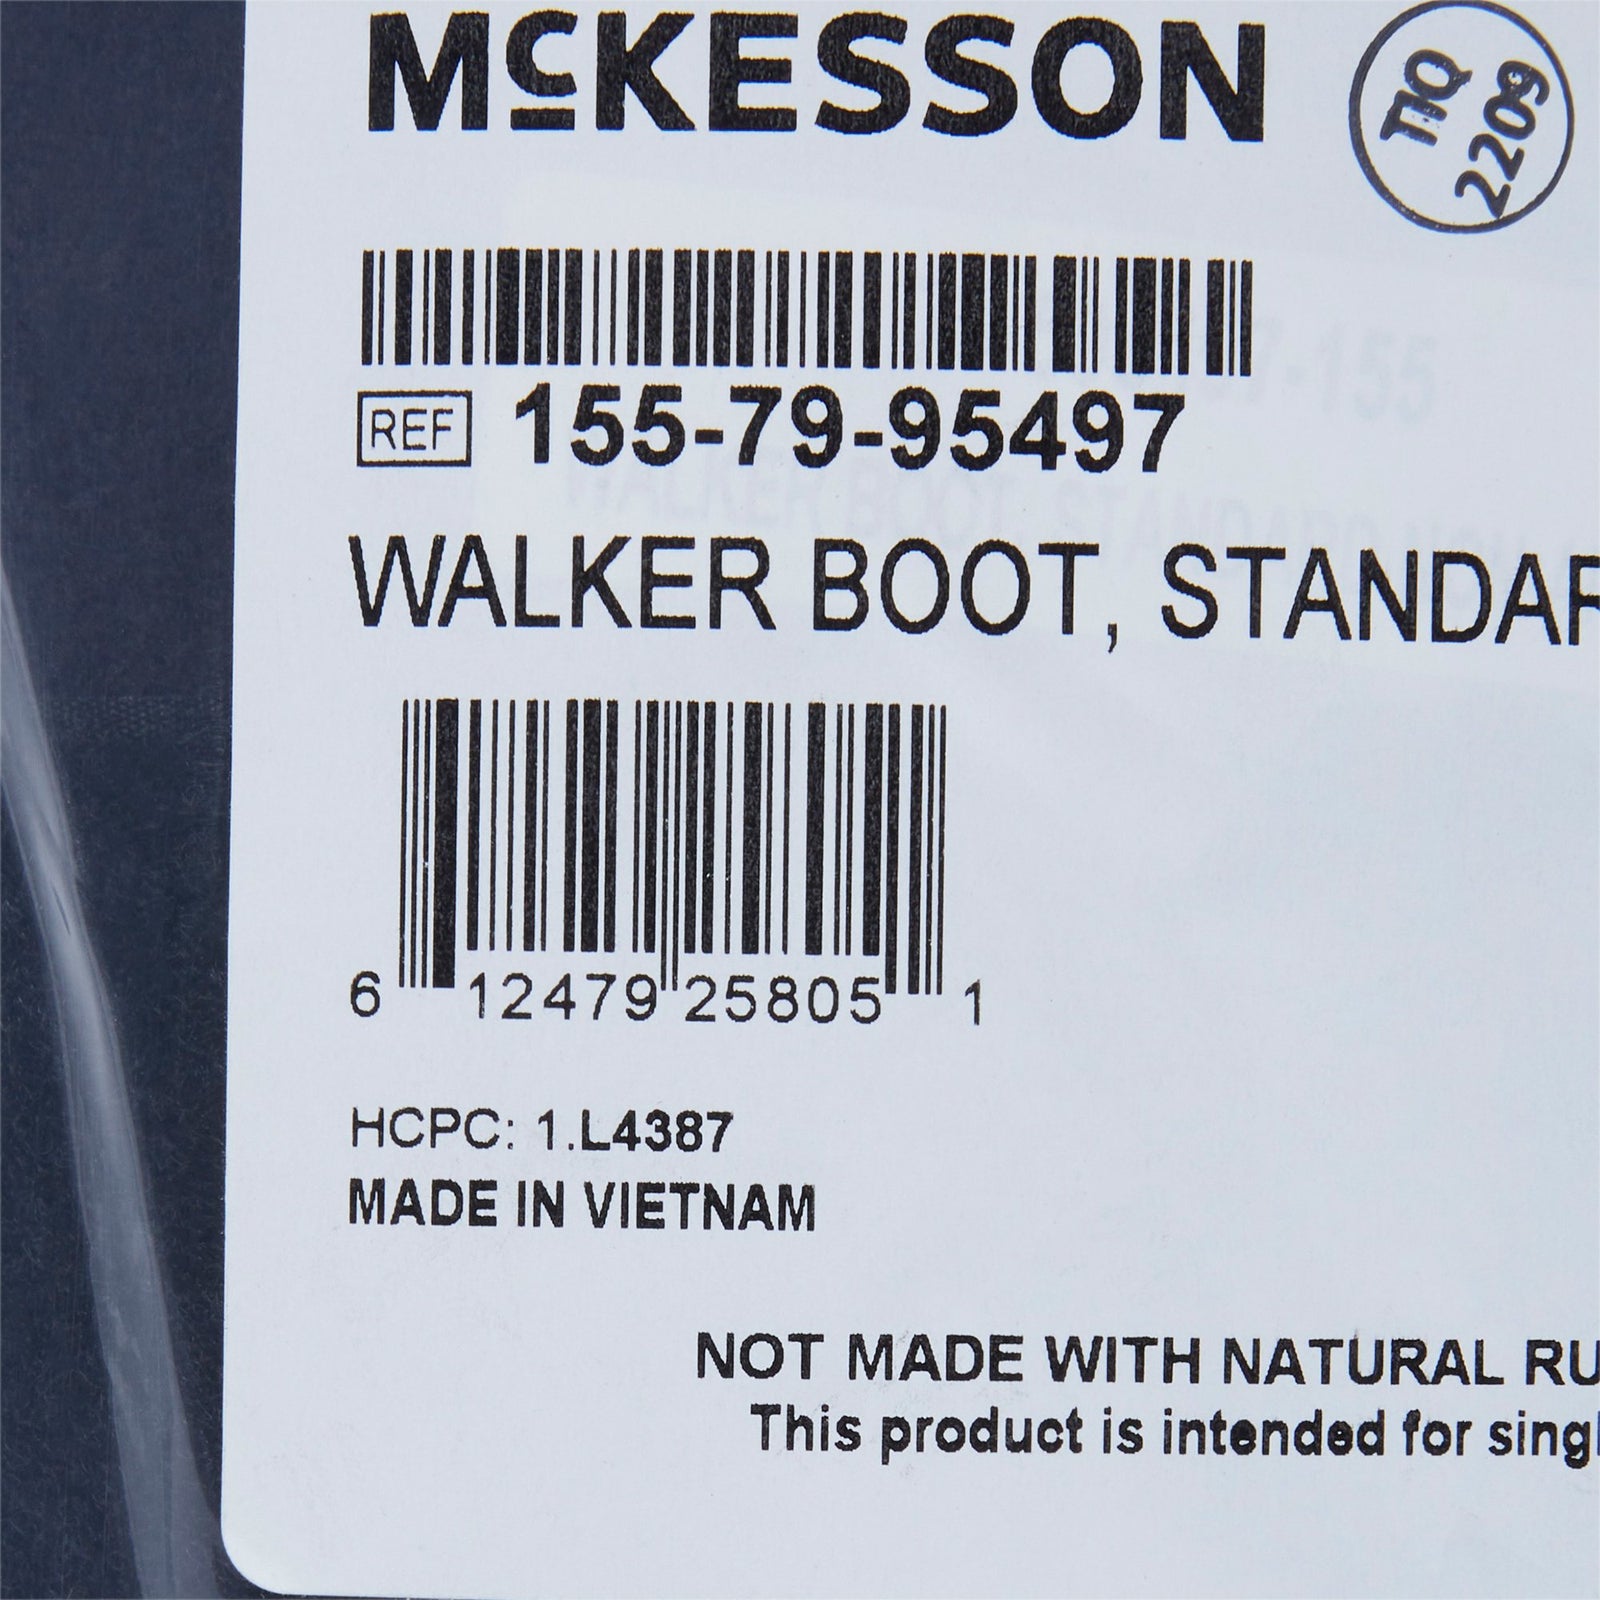 McKESSON
TIQ
2209
REF 155-79-95497
WALKER BOOT, STANDAR
6 12479 25805 1
HCPC: 1.L4387
MADE IN VIETNAM
NOT MADE WITH NATURAL RU
This product is intended for singl